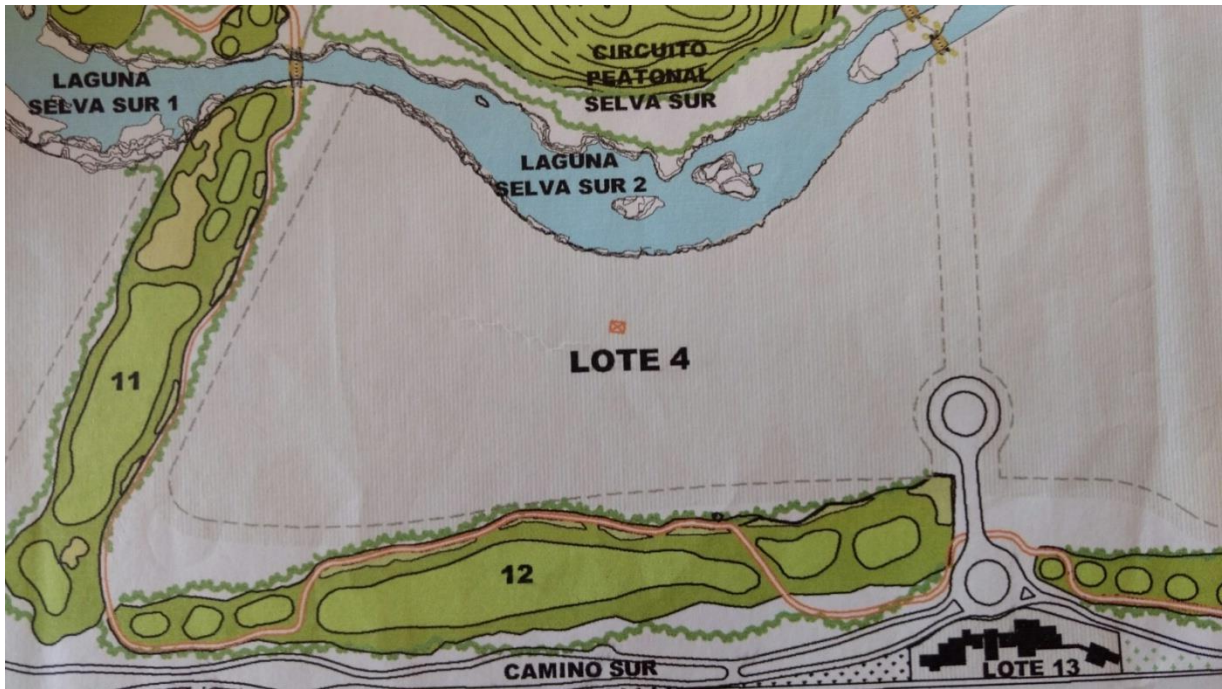 CIRCUITO
PEATONAL
SELVA SUR
LAGUNA
SELVA SUR 1
LAGUNA
SELVA SUR 2
LOTE 4
11
12
CAMINO SUR
LOTE 13